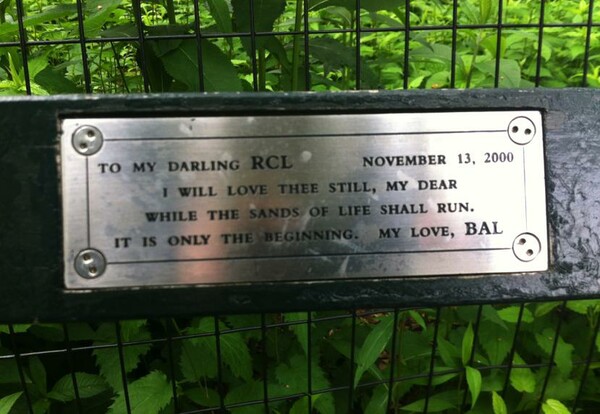 TO MY DARLING RCL NOVEMBER 13, 2000
I WILL LOVE THEE STILL, MY DEAR
WHILE THE SANDS OF LIFE SHALL RUN.
IT IS ONLY THE BEGINNING. MY LOVE, BAL